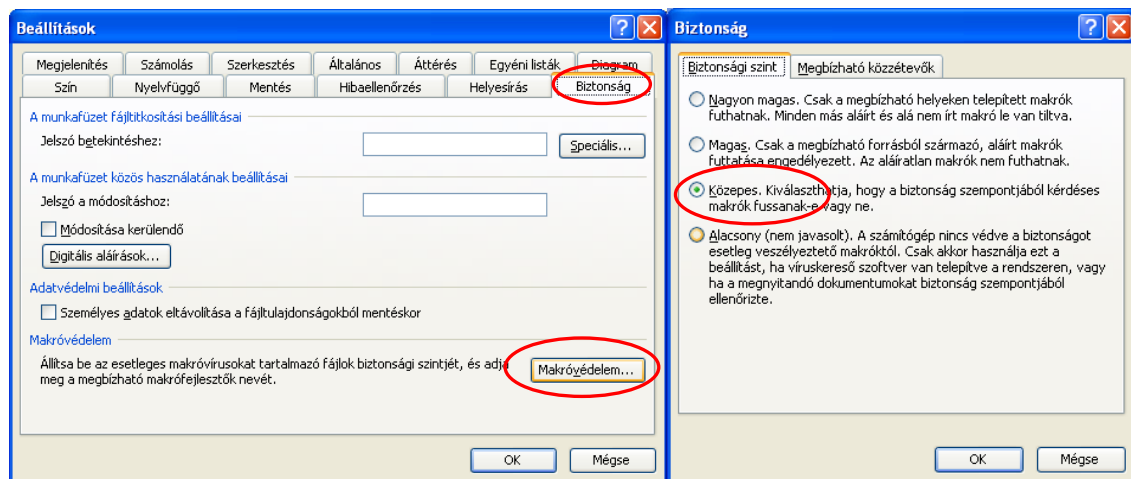 Beállítások
Megjelenítés Számolás Szerkesztés Általános Áttérés Egyéni listák Diagram
Szín Nyelvfüggő Mentés Hibaellenőrzés Helyesírás Biztonság
A munkafüzet fájltitkosítási beállításai
Jelszó betekintéshez:
Speciális...
A munkafüzet közös használatának beállításai
Jelszó a módosításhoz:
Módosítása kerülendő
Digitális aláírások...
Adatvédelmi beállítások
Személyes adatok eltávolítása a fájltulajdonságokból mentéskor
Makróvédelem
Állítsa be az esetleges makróvírusokat tartalmazó fájlok biztonsági szintjét, és adja
meg a megbízható makrófejlesztők nevét.
Makróvédelem...
OK Mégse
Biztonság
Biztonsági szint Megbízható közzétevők
Nagyon magas. Csak a megbízható helyeken telepített makrók
futhatnak. Minden más aláírt és alá nem írt makró le van tiltva.
Magas. Csak a megbízható forrásból származó, aláírt makrók
futtatása engedélyezett. Az aláíratlan makrók nem futhatnak.
Közepes. Kiválaszthatja, hogy a biztonság szempontjából kérdéses
makrók fussanak-e vagy ne.
Alacsony (nem javasolt). A számítógép nincs védve a biztonságot
esetleg veszélyeztető makróktól. Csak akkor használja ezt a
beállítást, ha víruskereső szoftver van telepítve a rendszeren, vagy
ha a megnyitandó dokumentumokat biztonság szempontjából
ellenőrizte.
OK Mégse